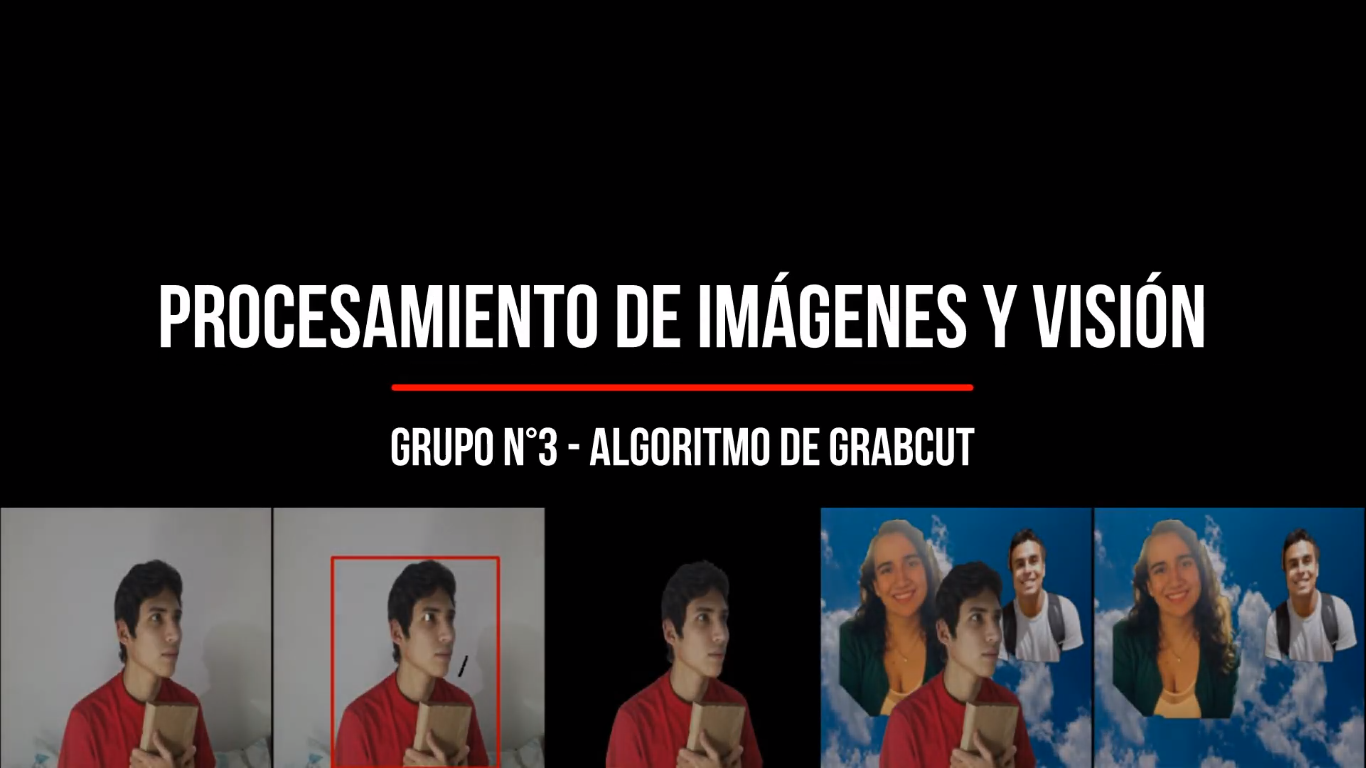 PROCESAMIENTO DE IMÁGENES Y VISIÓN
GRUPO N°3 - ALGORITMO DE GRABCUT